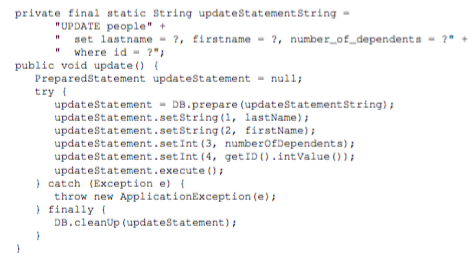 private final static String updateStatementString =
"UPDATE people" +
" set lastname = ?, firstname = ?, number_of_dependents = ?" +
" where id = ?";
public void update() {
PreparedStatement updateStatement = null;
try {
updateStatement = DB.prepare(updateStatementString);
updateStatement.setString(1, lastName);
updateStatement.setString(2, firstName);
updateStatement.setInt(3, numberOfDependents);
updateStatement.setInt(4, getID().intValue());
updateStatement.execute();
} catch (Exception e) {
throw new ApplicationException(e);
} finally {
DB.cleanUp(updateStatement);
}
}